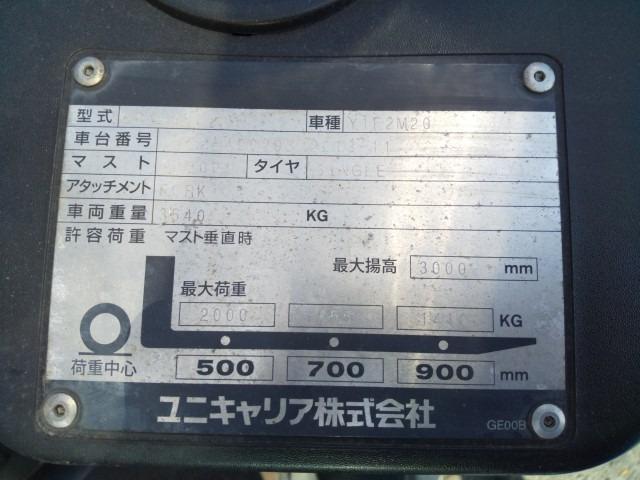 型式 車種 Y1F2M20
車台番号
マスト タイヤ SINGLE
アタッチメント FORK
車両重量 3540 KG
許容荷重 マスト垂直時
最大揚高 3000 mm
最大荷重
2000 KG
500 700 900 mm
荷重中心
ユニキャリア株式会社
GE00B